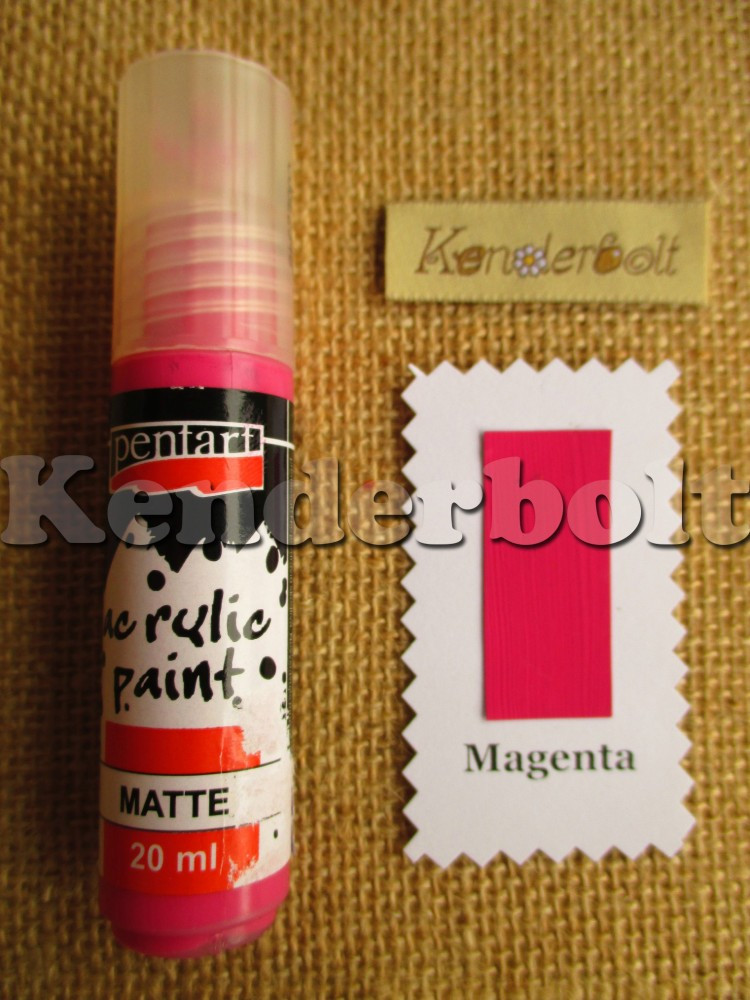 Kenderbolt
pentart
Kenderbolt
acrylic
paint
Magenta
MATTE
20 ml